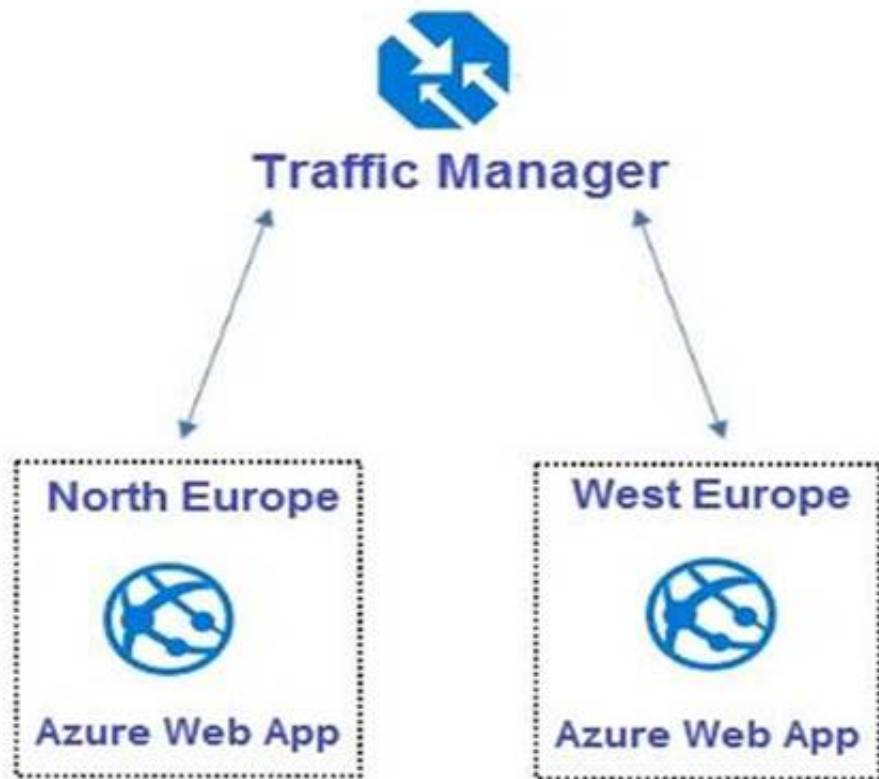 Traffic Manager
North Europe
Azure Web App
West Europe
Azure Web App